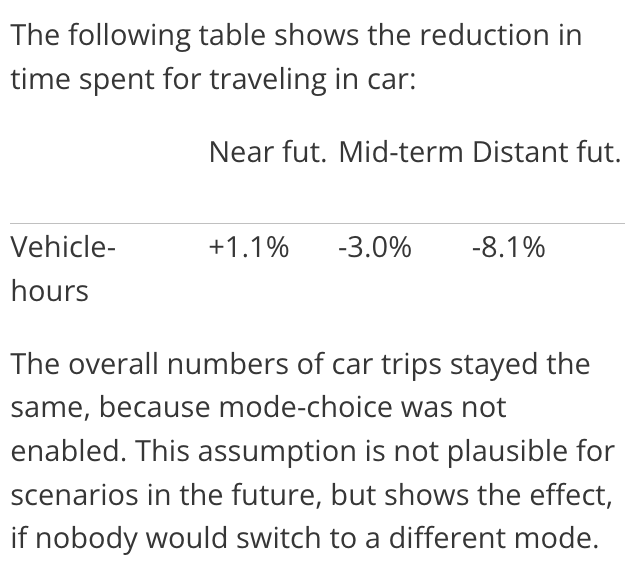 The following table shows the reduction in
time spent for traveling in car:
Near fut. Mid-term Distant fut.
Vehicle- +1.1% -3.0% -8.1%
hours
The overall numbers of car trips stayed the
same, because mode-choice was not
enabled. This assumption is not plausible for
scenarios in the future, but shows the effect,
if nobody would switch to a different mode.